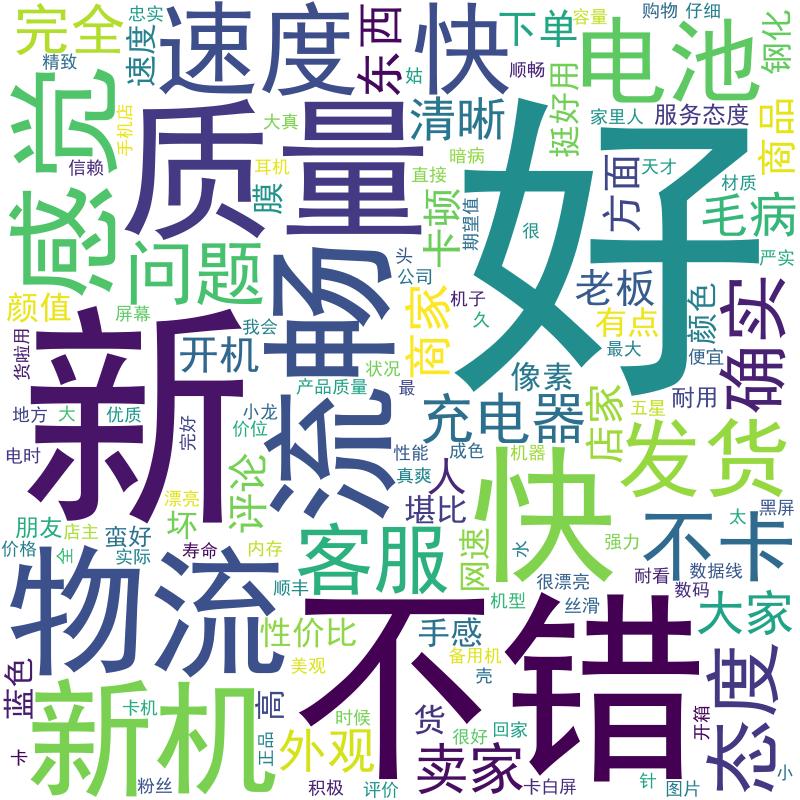 完全
忠实
速度
速度
东西
快
姑
下单
容量
购物
仔细
钢化
精致
顺畅
电池
感觉
手机店
大真
质量
清晰
挺好用
家里人
服务态度
商品
信赖
耳机
膜
直接
暗病
期望值
很
好
方面
天才
材质
毛病
卡顿
问题
流畅
头
公司
商家
机子
久
老板
颜色
严实
确实
颜值
屏幕
新
我会
开机
状况
有点
最大
便宜
货啦用
产品质量
最
像素
耐用
地方
大
优质
完好
小龙
价位
充电器
店家
五星
发货
电时
评论
性能
成色
真爽
机器
人
堪比
快
漂亮
朋友
店主
坏
蛮好
价格
全
实际
寿命
内存
客服
网速
水
强力
不卡
太
黑屏
数据线
物流
顺丰
很漂亮
耐看
数码
机型
丝滑
大家
不错
性价比
手感
备用机
壳
态度
蓝色
新机
卡机
高
正品
美观
外观
时候
货
很好
回家
开箱
卡
粉丝
积极
评价
卖家
卡白屏
针
图片
小